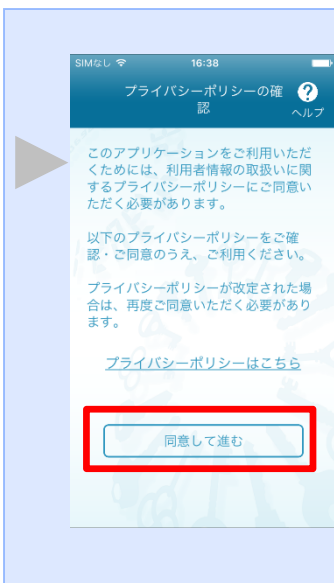 SIMなし 16:38
プライバシーポリシーの確
認
?
ヘルプ
このアプリケーションをご利用いただ
くためには、利用者情報の取扱いに関
するプライバシーポリシーにご同意い
ただく必要があります。
以下のプライバシーポリシーをご確
認・ご同意のうえ、ご利用ください。
プライバシーポリシーが改定された場
合は、再度ご同意いただく必要があり
ます。
プライバシーポリシーはこちら
同意して進む